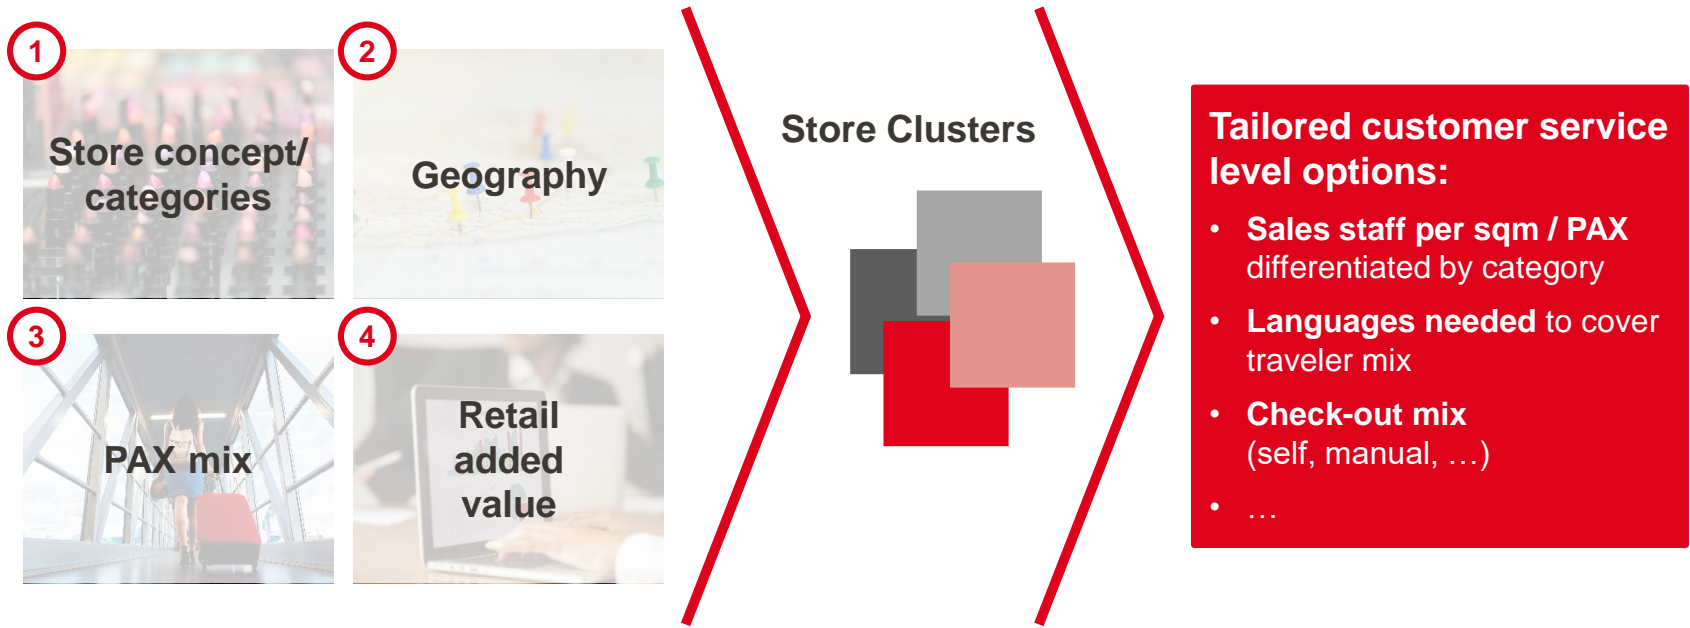 1
Store concept/
categories
2
Geography
3
PAX mix
4
Retail
added
value
Store Clusters
Tailored customer service
level options:
• Sales staff per sqm / PAX
differentiated by category
• Languages needed to cover
traveler mix
• Check-out mix
(self, manual, …)
• …